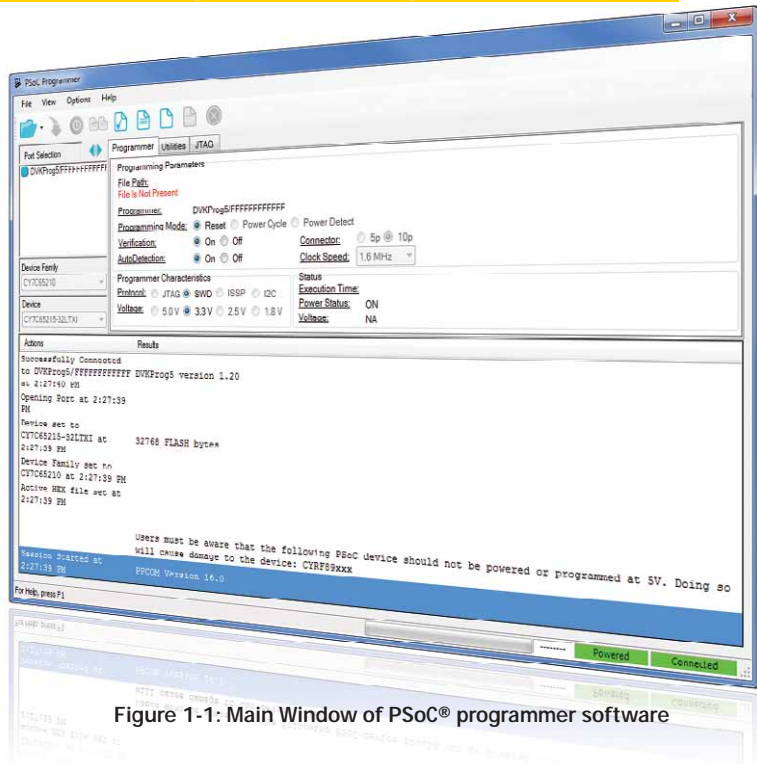 PSoC Programmer
File View Options Help
Port Selection
Programmer Utilities JTAG
DVKProg5/FFFFFFFFFFFF
Programming Parameters
File Path:
File Is Not Present
Programmer: DVKProg5/FFFFFFFFFFFF
Programming Mode: Reset Power Cycle Power Detect
Verification: On Off Connector: 5p 10p
AutoDetection: On Off Clock Speed: 1.6 MHz
Device Family
CY7C65210
Device
CY7C65215-32LTXI
Programmer Characteristics
Protocol: JTAG SWD ISSP I2C
Voltage: 5.0 V 3.3 V 2.5 V 1.8 V
Status
Execution Time:
Power Status: ON
Voltage: NA
Actions Results
Successfully Connected
to DVKProg5/FFFFFFFFFFFF DVKProg5 version 1.20
at 2:27:40 PM
Opening Port at 2:27:39
PM
Device set to
CY7C65215-32LTXI at 32768 FLASH bytes
2:27:39 PM
Device Family set to
CY7C65210 at 2:27:39 PM
Active HEX file set at
2:27:39 PM
Users must be aware that the following PSoC device should not be powered or programmed at 5V. Doing so
will cause damage to the device: CYRF89xxx
Session Started at
2:27:39 PM PPCOM Version 16.0
For Help, press F1
Powered Connected
Figure 1-1: Main Window of PSoC® programmer software